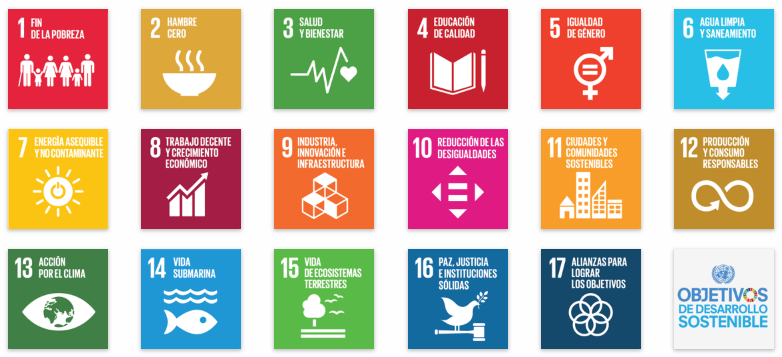 1 FIN
DE LA POBREZA
2 HAMBRE
CERO
3 SALUD
Y BIENESTAR
4 EDUCACIÓN
DE CALIDAD
5 IGUALDAD
DE GÉNERO
6 AGUA LIMPIA
Y SANEAMIENTO
7 ENERGÍA ASEQUIBLE
Y NO CONTAMINANTE
8 TRABAJO DECENTE
Y CRECIMIENTO
ECONÓMICO
9 INDUSTRIA,
INNOVACIÓN E
INFRAESTRUCTURA
10 REDUCCIÓN DE LAS
DESIGUALDADES
11 CIUDADES Y
COMUNIDADES
SOSTENIBLES
12 PRODUCCIÓN
Y CONSUMO
RESPONSABLES
13 ACCIÓN
POR EL CLIMA
14 VIDA
SUBMARINA
15 VIDA
DE ECOSISTEMAS
TERRESTRES
16 PAZ, JUSTICIA
E INSTITUCIONES
SÓLIDAS
17 ALIANZAS PARA
LOGRAR
LOS OBJETIVOS
OBJETIVOS
DE DESARROLLO
SOSTENIBLE